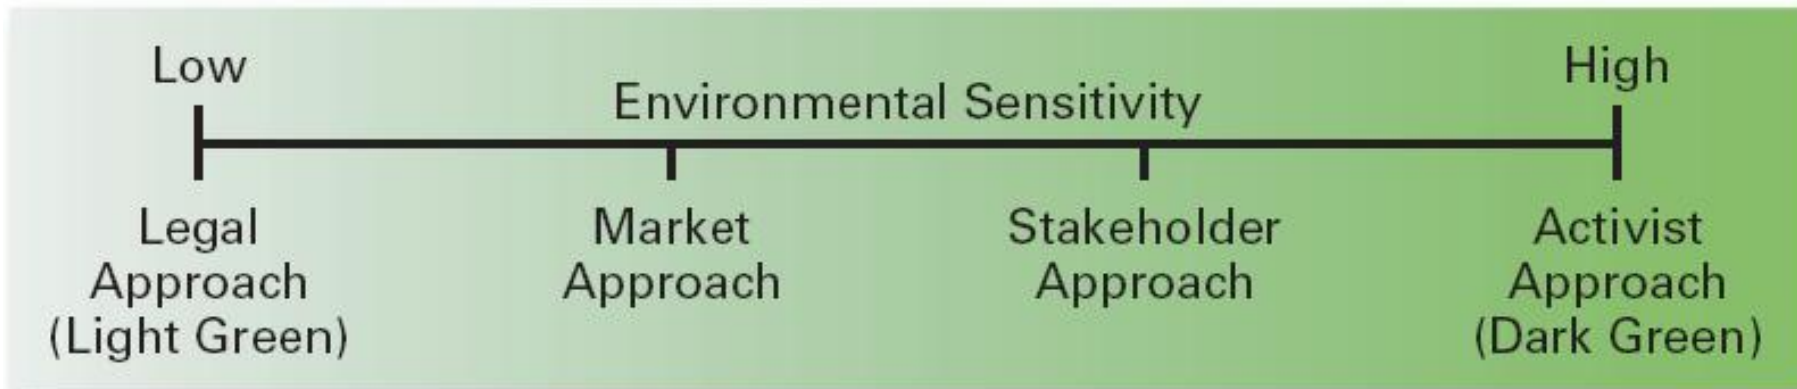 Low
High
Environmental Sensitivity
Legal
Approach
(Light Green)
Market
Approach
Stakeholder
Approach
Activist
Approach
(Dark Green)